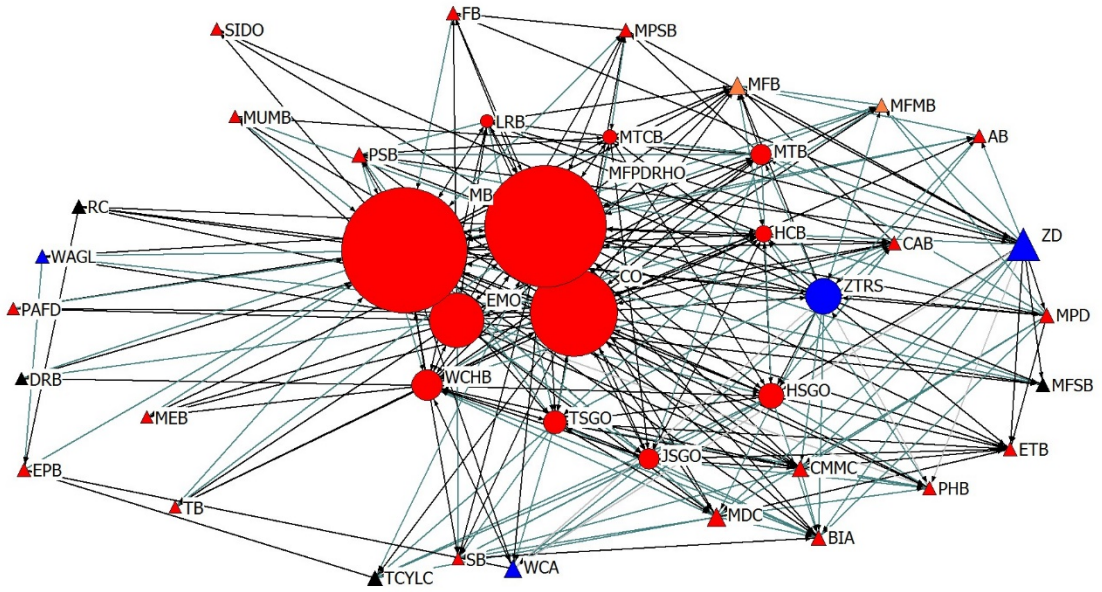 FB
SIDO
MPSB
MFB
MFMB
MUMB
LRB
MTCB
AB
PSB
MTB
MFPDRHO
MB
RC
HCB
ZD
CAB
WAGL
CO
ZTRS
EMO
PAFD
MPD
DRB
WCHB
MFSB
HSGO
MEB
TSGO
ETB
JSGO
EPB
CMMC
PHB
TB
MDC
BIA
SB
WCA
TCYLC